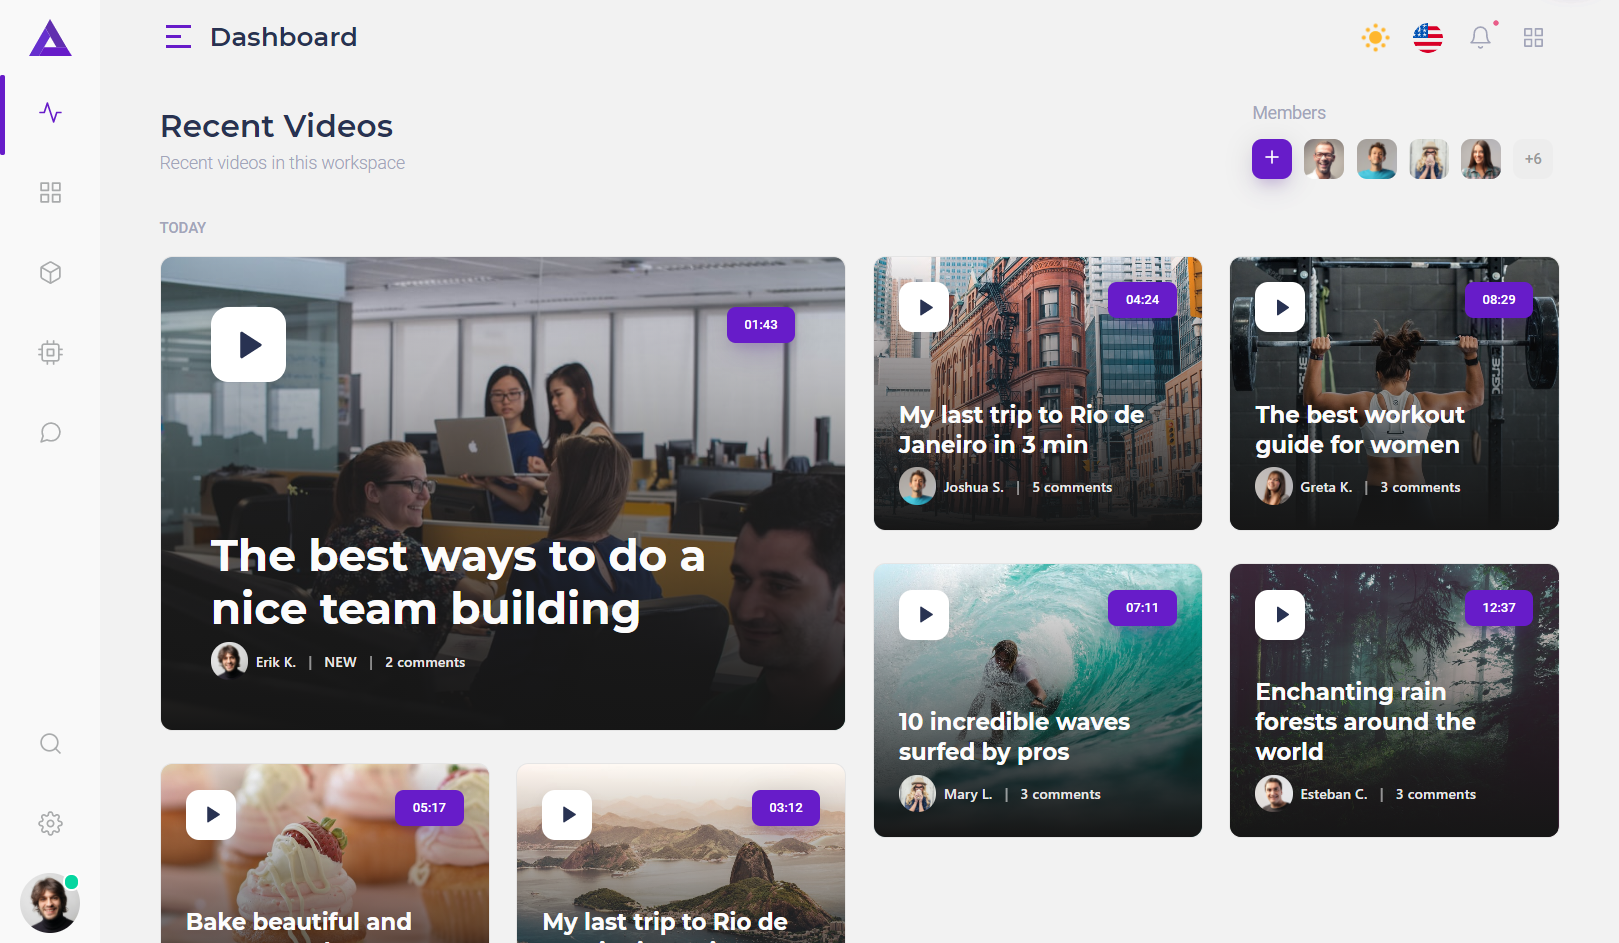 Dashboard
Recent Videos
Recent videos in this workspace
Members
+6
TODAY
01:43
The best ways to do a
nice team building
Erik K. | NEW | 2 comments
04:24
My last trip to Rio de
Janeiro in 3 min
Joshua S. | 5 comments
08:29
The best workout
guide for women
Greta K. | 3 comments
07:11
10 incredible waves
surfed by pros
Mary L. | 3 comments
12:37
Enchanting rain
forests around the
world
Esteban C. | 3 comments
05:17
Bake beautiful and
03:12
My last trip to Rio de